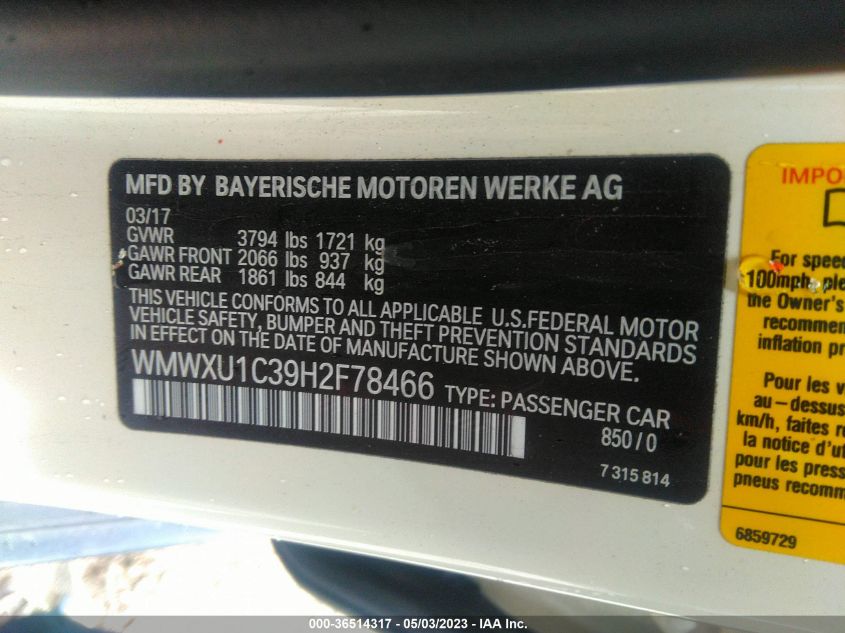 MFD BY BAYERISCHE MOTOREN WERKE AG
03/17
GVWR 3794 lbs 1721 kg
GAWR FRONT 2066 lbs 937 kg
GAWR REAR 1861 lbs 844 kg
THIS VEHICLE CONFORMS TO ALL APPLICABLE U.S.FEDERAL MOTOR
VEHICLE SAFETY, BUMPER AND THEFT PREVENTION STANDARDS
IN EFFECT ON THE DATE OF MANUFACTURE SHOWN ABOVE.
WMWXU1C39H2F78466 TYPE: PASSENGER CAR
850/0
7 315 814
IMPO
For speed
100mph, ple
the Owner's
recommen
inflation pr
Pour les v
au-dessus
km/h, faites r
la notice d'ut
pour les press
pneus recomm
6859729
000-36514317 - 05/03/2023 - 0000